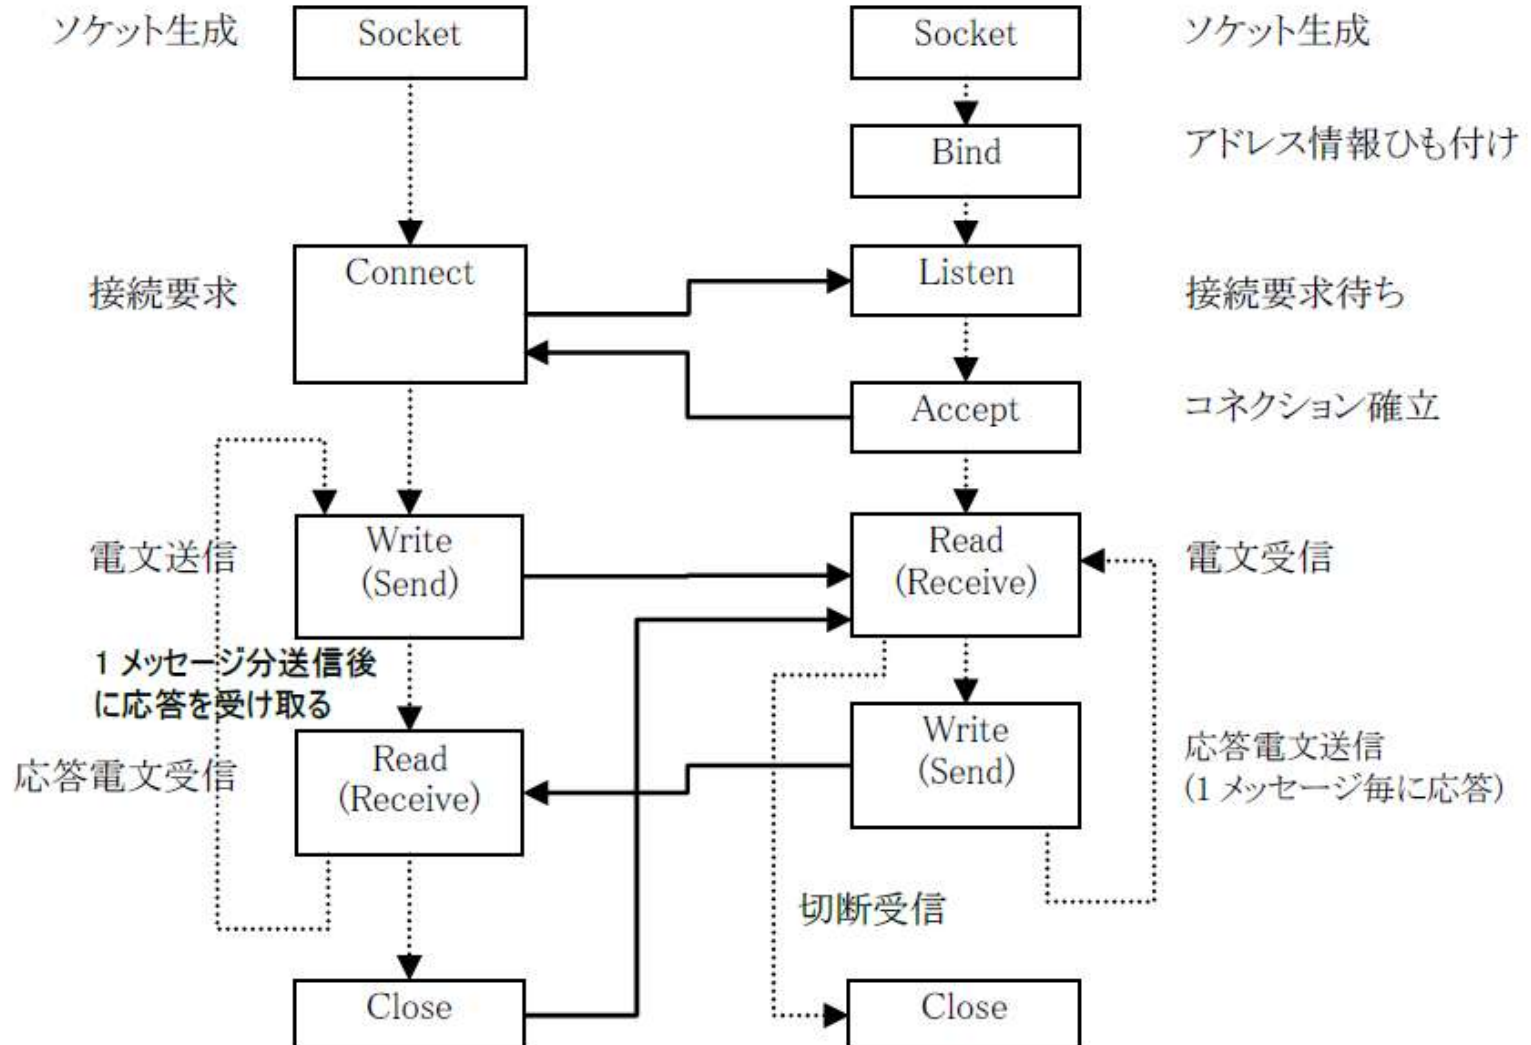 ソケット生成
Socket
Socket
ソケット生成
Bind
アドレス情報ひも付け
接続要求
Connect
Listen
接続要求待ち
Accept
コネクション確立
電文送信
Write
(Send)
Read
(Receive)
電文受信
1 メッセージ分送信後
に応答を受け取る
応答電文受信
Read
(Receive)
Write
(Send)
応答電文送信
(1 メッセージ毎に応答)
切断受信
Close
Close